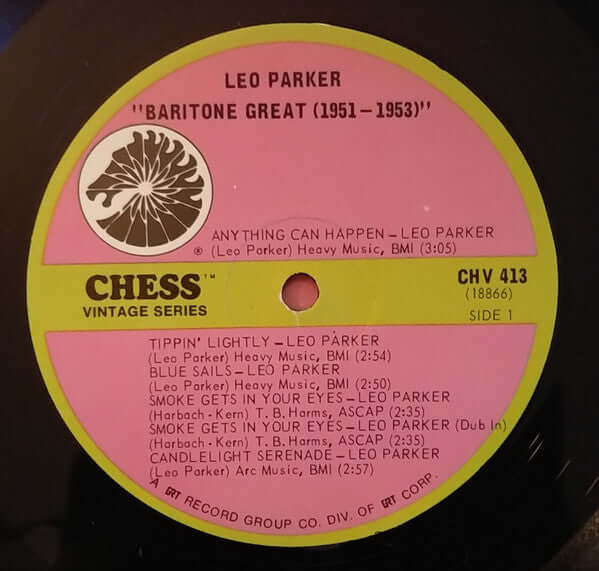 LEO PARKER
"BARITONE GREAT (1951-1953)"
ANYTHING CAN HAPPEN - LEO PARKER
(Leo Parker) Heavy Music, BMI (3:05)
CHESS™
VINTAGE SERIES
CHV 413
(18866)
SIDE 1
TIPPIN' LIGHTLY - LEO PARKER
(Leo Parker) Heavy Music, BMI (2:54)
BLUE SAILS - LEO PARKER
(Leo Parker) Heavy Music, BMI (2:50)
SMOKE GETS IN YOUR EYES - LEO PARKER
(Harbach - Kern) T.B. Harms, ASCAP (2:35)
SMOKE GETS IN YOUR EYES - LEO PARKER (Dub In)
(Harbach - Kern) T.B. Harms, ASCAP (2:35)
CANDLELIGHT SERENADE - LEO PARKER
(Leo Parker) Arc Music, BMI (2:57)
A GRT RECORD GROUP CO. DIV. OF GRT CORP.